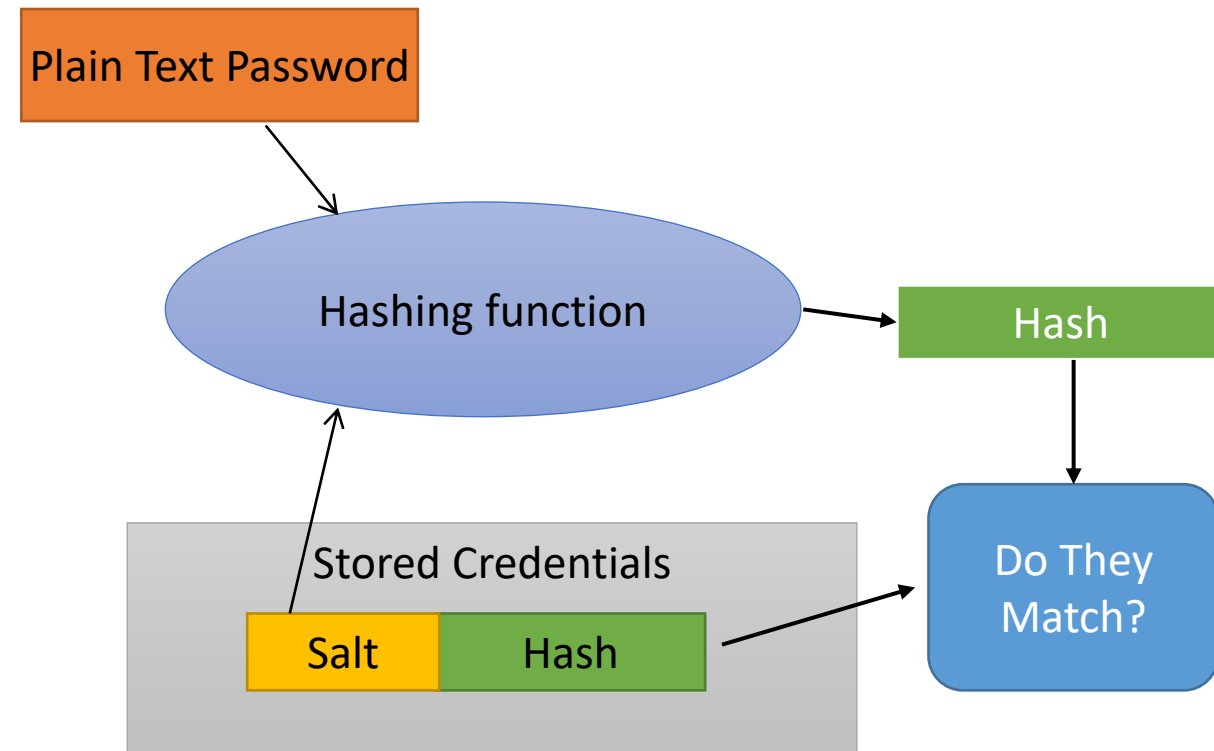 Plain Text Password
Hashing function
Hash
Stored Credentials
Salt
Hash
Do They
Match?